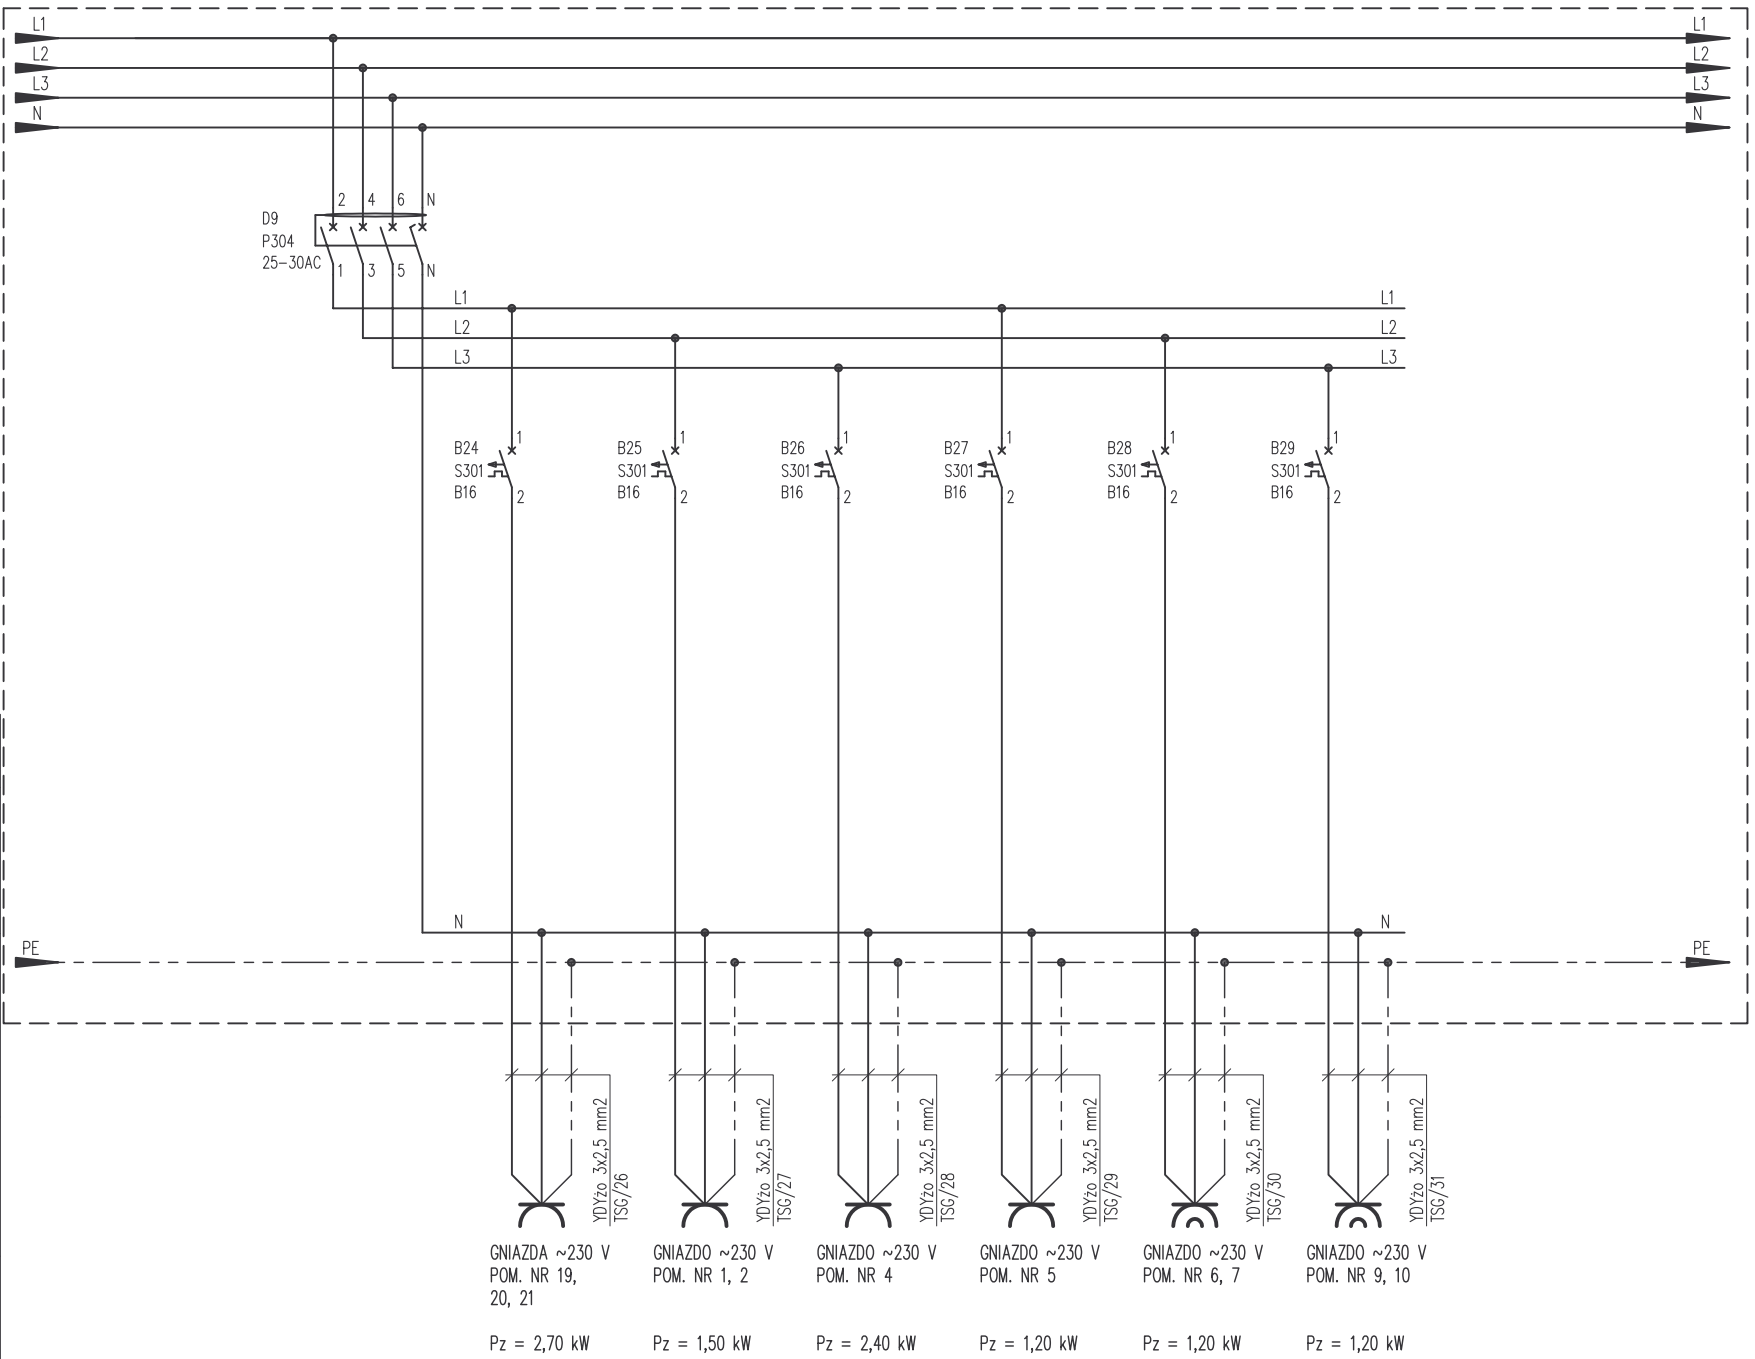 L1 L1
L2 L2
L3 L3
N N
2 4 6 N
D9
P304
25-30AC
1 3 5 N
L1 L1
L2 L2
L3 L3
1 1 1 1 1 1
B24 B25 B26 B27 B28 B29
S301 S301 S301 S301 S301 S301
B16 B16 B16 B16 B16 B16
2 2 2 2 2 2
N N
PE PE
YDYżo 3x2,5 mm2
TSG/26
YDYżo 3x2,5 mm2
TSG/27
YDYżo 3x2,5 mm2
TSG/28
YDYżo 3x2,5 mm2
TSG/29
YDYżo 3x2,5 mm2
TSG/30
YDYżo 3x2,5 mm2
TSG/31
GNIAZDA ~230 V
POM. NR 19,
20, 21
Pz = 2,70 kW
GNIAZDO ~230 V
POM. NR 1, 2
Pz = 1,50 kW
GNIAZDO ~230 V
POM. NR 4
Pz = 2,40 kW
GNIAZDO ~230 V
POM. NR 5
Pz = 1,20 kW
GNIAZDO ~230 V
POM. NR 6, 7
Pz = 1,20 kW
GNIAZDO ~230 V
POM. NR 9, 10
Pz = 1,20 kW